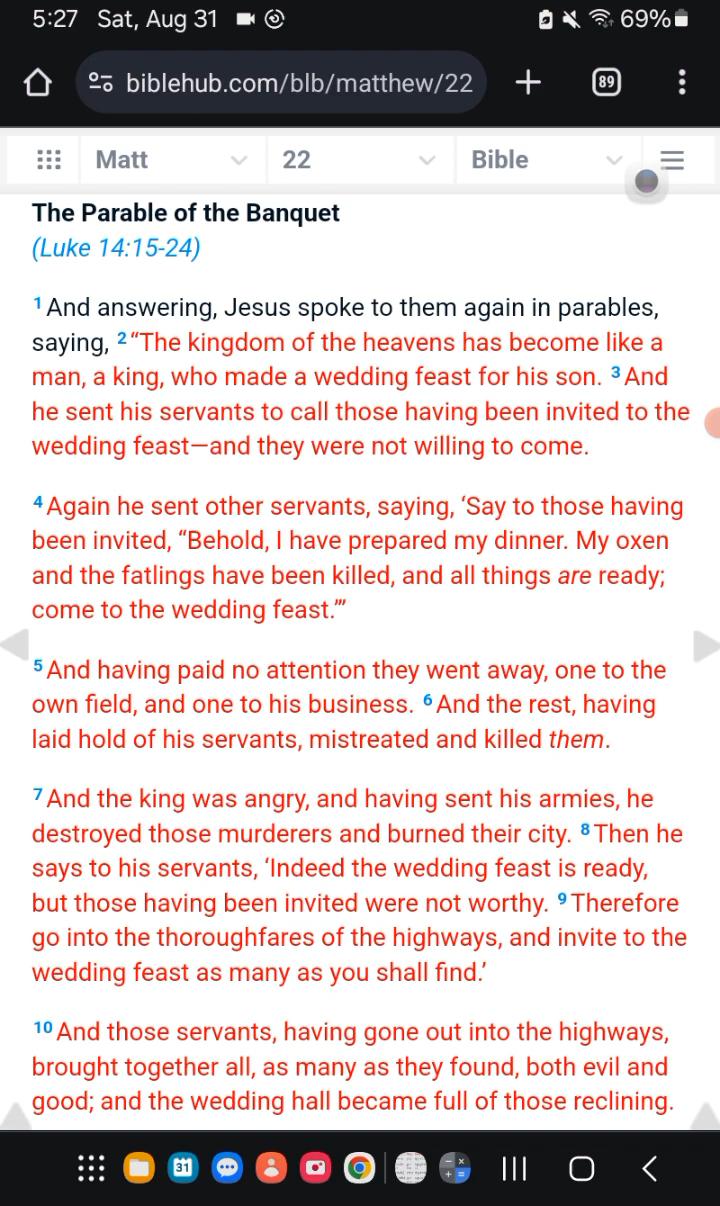 5:27 Sat, Aug 31 69%
biblehub.com/blb/matthew/22 89
Matt 22 Bible
The Parable of the Banquet
(Luke 14:15-24)
1 And answering, Jesus spoke to them again in parables,
saying, 2 “The kingdom of the heavens has become like a
man, a king, who made a wedding feast for his son. 3 And
he sent his servants to call those having been invited to the
wedding feast—and they were not willing to come.
4 Again he sent other servants, saying, ‘Say to those having
been invited, “Behold, I have prepared my dinner. My oxen
and the fatlings have been killed, and all things are ready;
come to the wedding feast.”’
5 And having paid no attention they went away, one to the
own field, and one to his business. 6 And the rest, having
laid hold of his servants, mistreated and killed them.
7 And the king was angry, and having sent his armies, he
destroyed those murderers and burned their city. 8 Then he
says to his servants, ‘Indeed the wedding feast is ready,
but those having been invited were not worthy. 9 Therefore
go into the thoroughfares of the highways, and invite to the
wedding feast as many as you shall find.’
10 And those servants, having gone out into the highways,
brought together all, as many as they found, both evil and
good; and the wedding hall became full of those reclining.
31